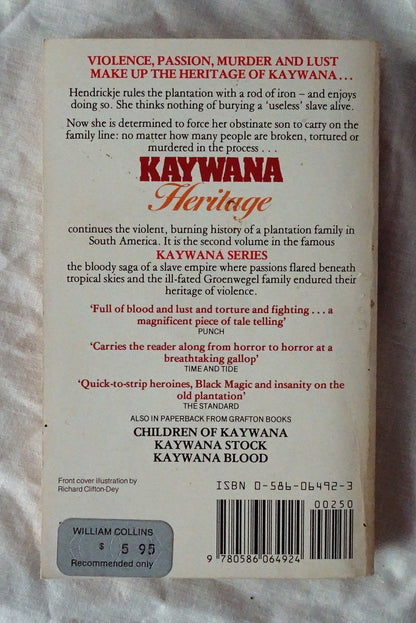 VIOLENCE, PASSION, MURDER AND LUST
MAKE UP THE HERITAGE OF KAYWANA . . .
Hendrickje rules the plantation with a rod of iron – and enjoys
doing so. She thinks nothing of burying a ‘useless’ slave alive.
Now she is determined to force her obstinate son to carry on the
family line: no matter how many people are broken, tortured or
murdered in the process . . .
KAYWANA
Heritage
continues the violent, burning history of a plantation family in
South America. It is the second volume in the famous
KAYWANA SERIES
the bloody saga of a slave empire where passions flared beneath
tropical skies and the ill-fated Groenwegel family endured their
heritage of violence.
‘Full of blood and lust and torture and fighting . . . a
magnificent piece of tale telling’
PUNCH
‘Carries the reader along from horror to horror at a
breathtaking gallop’
TIME AND TIDE
‘Quick-to-strip heroines, Black Magic and insanity on the
old plantation’
THE STANDARD
ALSO IN PAPERBACK FROM GRAFTON BOOKS
CHILDREN OF KAYWANA
KAYWANA STOCK
KAYWANA BLOOD
Front cover illustration by
Richard Clifton-Dey
ISBN 0-586-06492-3
00250
WILLIAM COLLINS
$ 5 95
Recommended only
9 780586 064924